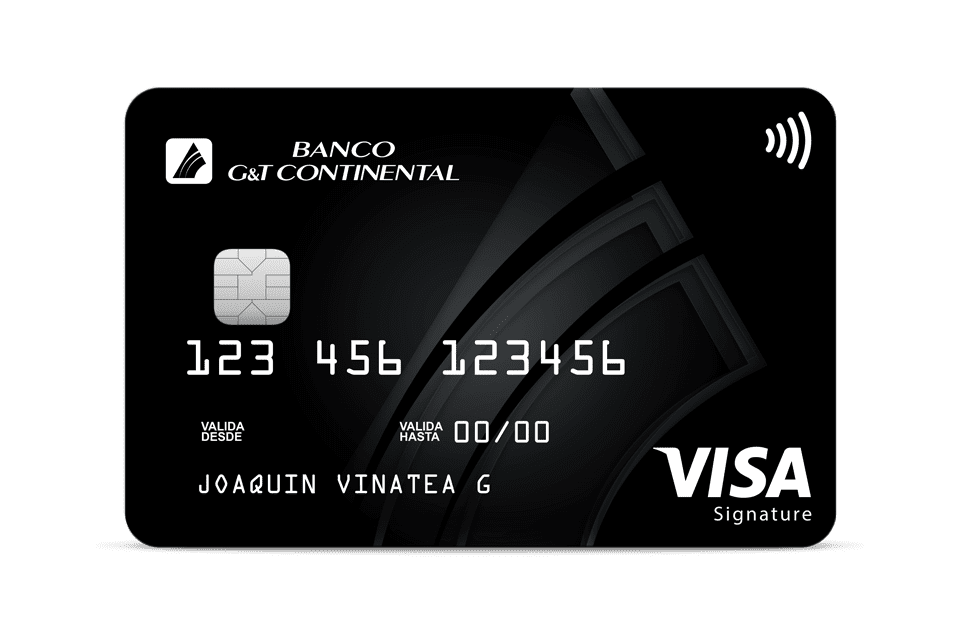 BANCO
G&T CONTINENTAL
123 456 123456
VALIDA
DESDE
VALIDA
HASTA 00/00
JOAQUIN VINATEA G
VISA
Signature